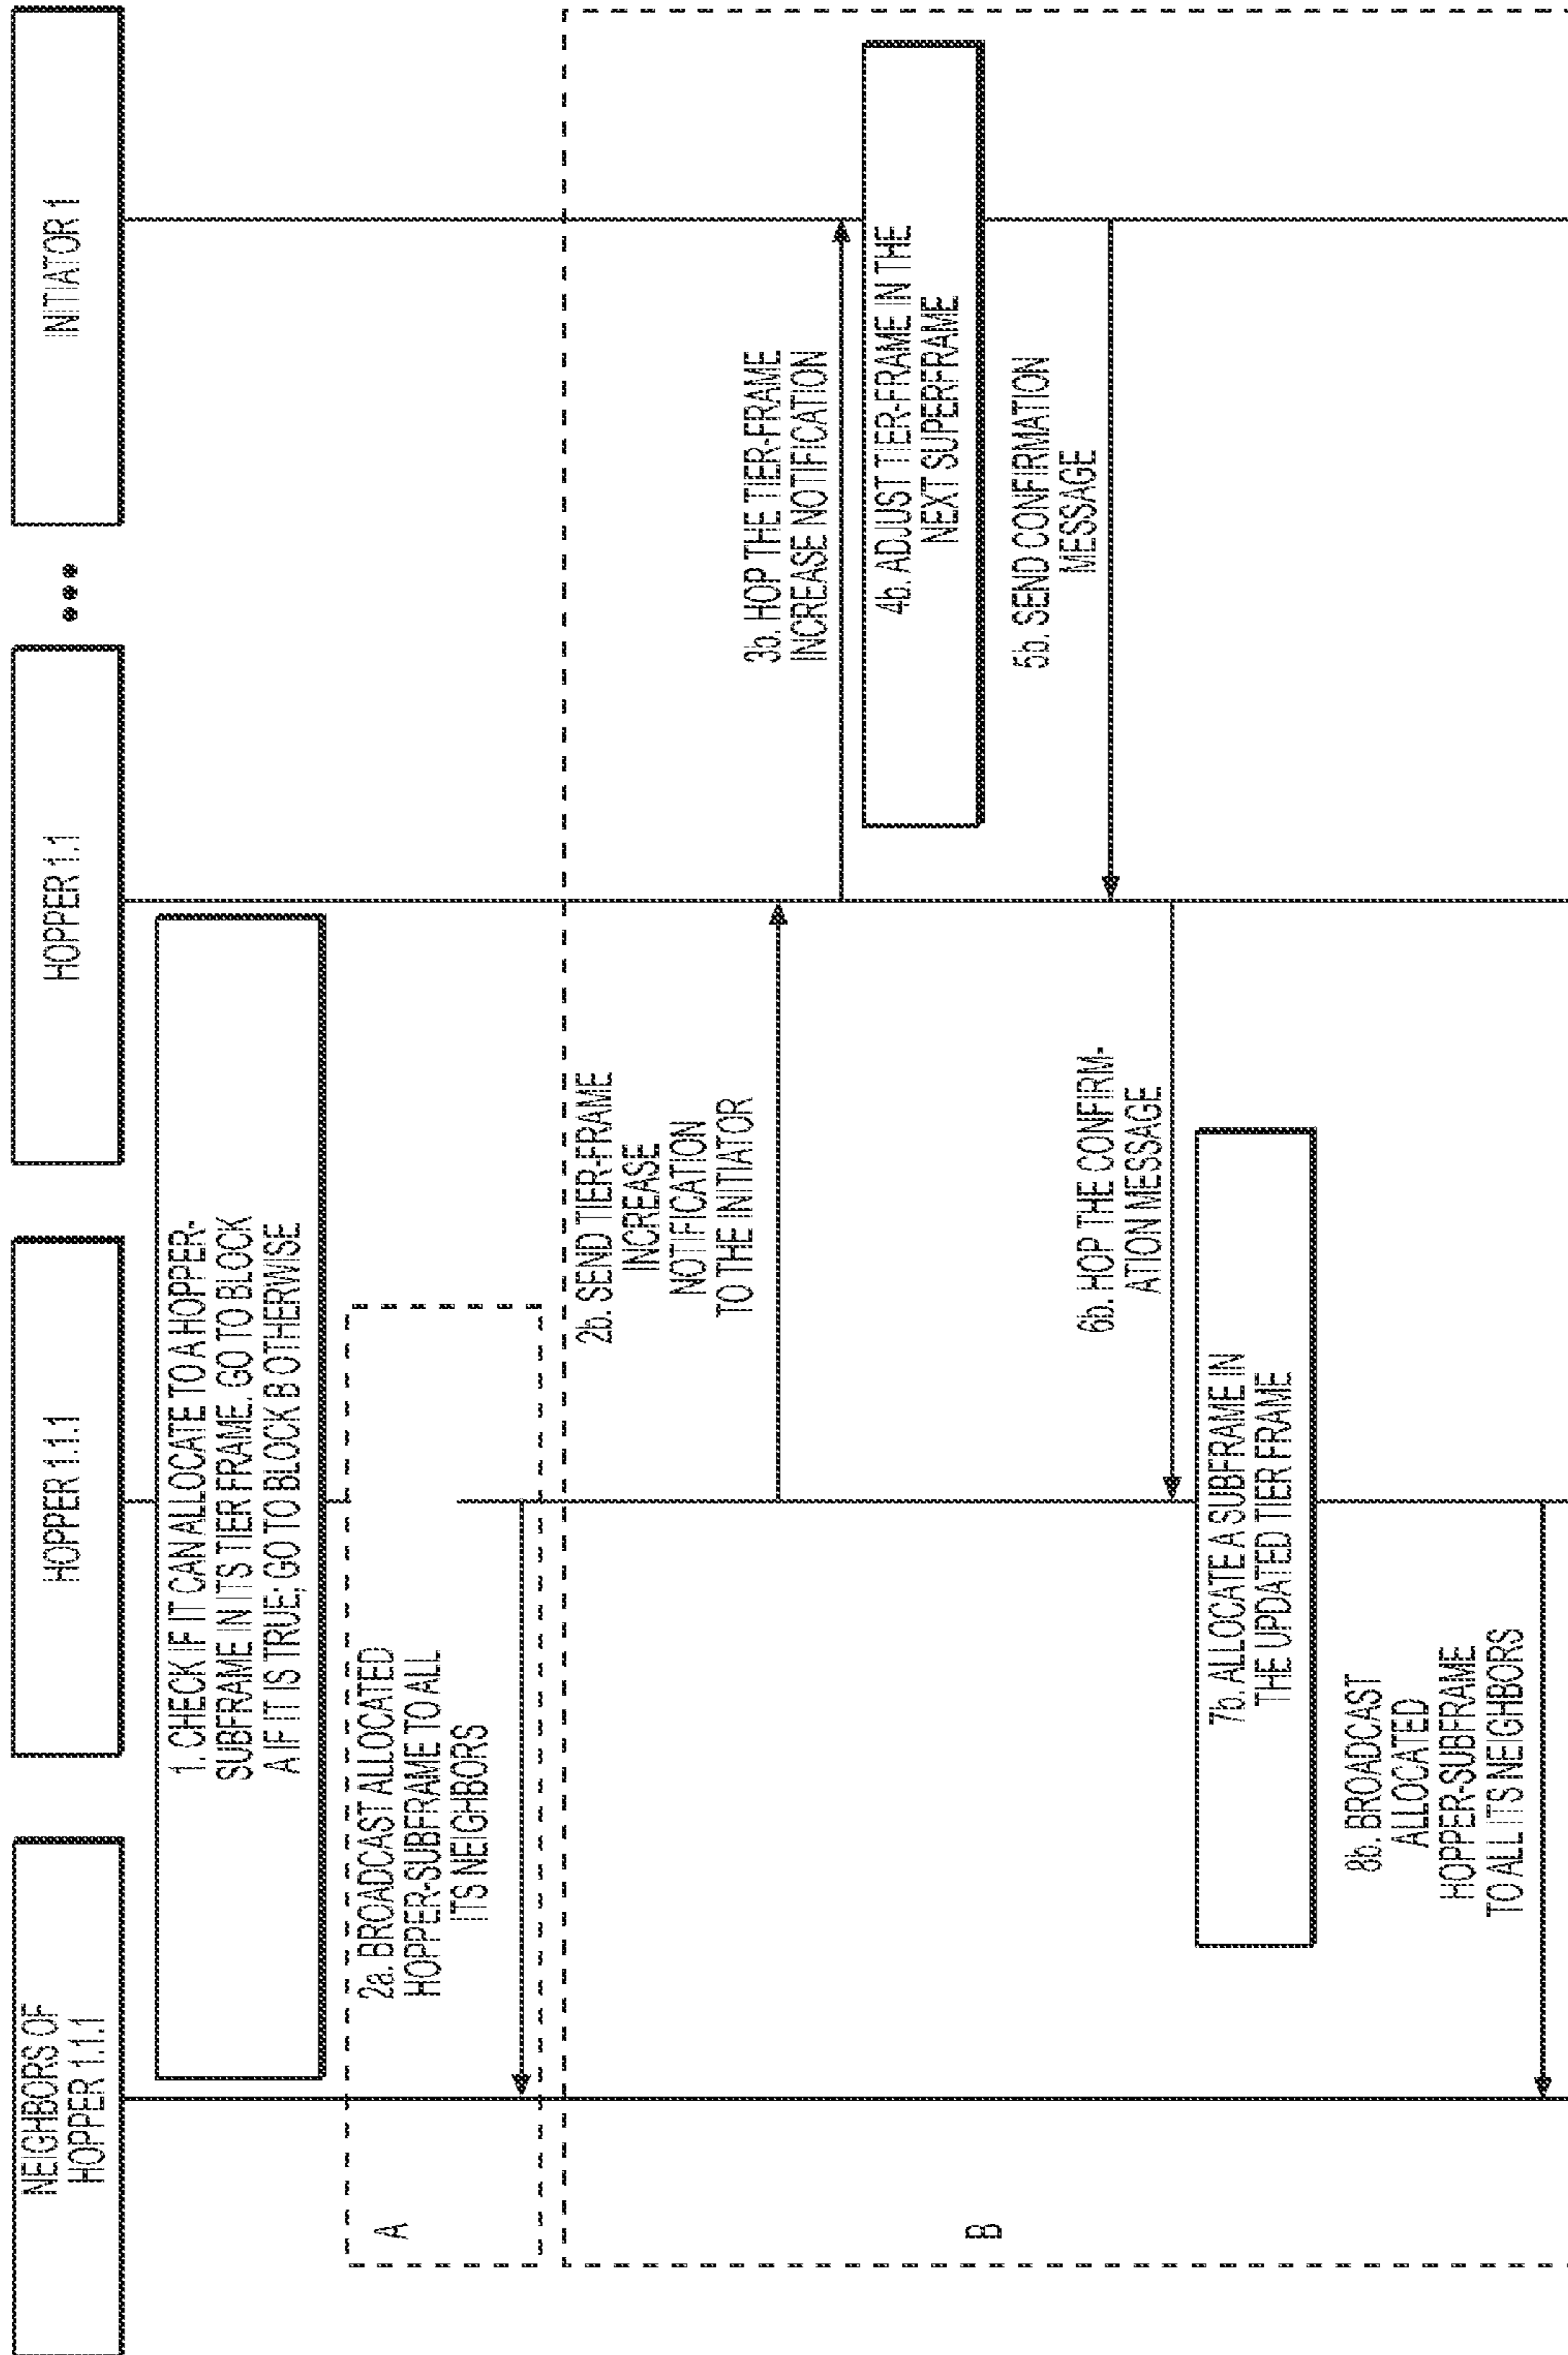 NEIGHBORS OF
HOPPER 1.1.1
HOPPER 1.1.1
HOPPER 1.1
INITIATOR 1
1. CHECK IF IT CAN ALLOCATE TO A HOPPER-
SUBFRAME IN ITS TIER FRAME. GO TO BLOCK
A IF IT IS TRUE; GO TO BLOCK B OTHERWISE
A
2a. BROADCAST ALLOCATED
HOPPER-SUBFRAME TO ALL
ITS NEIGHBORS
B
2b. SEND TIER-FRAME
INCREASE
NOTIFICATION
TO THE INITIATOR
3b. HOP THE TIER-FRAME
INCREASE NOTIFICATION
4b. ADJUST TIER-FRAME IN THE
NEXT SUPERFRAME
5b. SEND CONFIRMATION
MESSAGE
6b. HOP THE CONFIRM-
ATION MESSAGE
7b. ALLOCATE A SUBFRAME IN
THE UPDATED TIER FRAME
8b. BROADCAST
ALLOCATED
HOPPER-SUBFRAME
TO ALL ITS NEIGHBORS